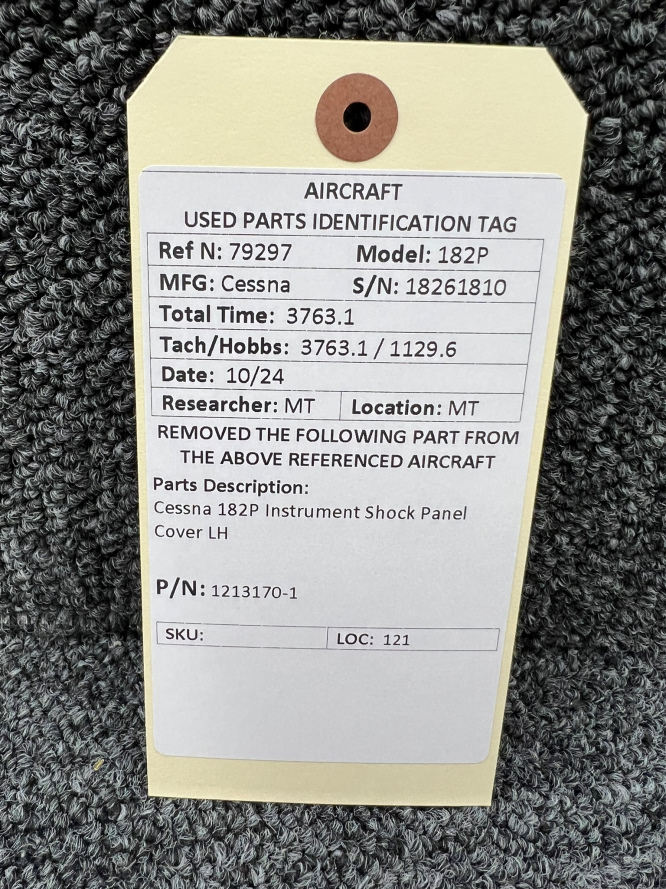 AIRCRAFT
USED PARTS IDENTIFICATION TAG
Ref N: 79297 Model: 182P
MFG: Cessna S/N: 18261810
Total Time: 3763.1
Tach/Hobbs: 3763.1 / 1129.6
Date: 10/24
Researcher: MT Location: MT
REMOVED THE FOLLOWING PART FROM
THE ABOVE REFERENCED AIRCRAFT
Parts Description:
Cessna 182P Instrument Shock Panel
Cover LH
P/N: 1213170-1
SKU: LOC: 121